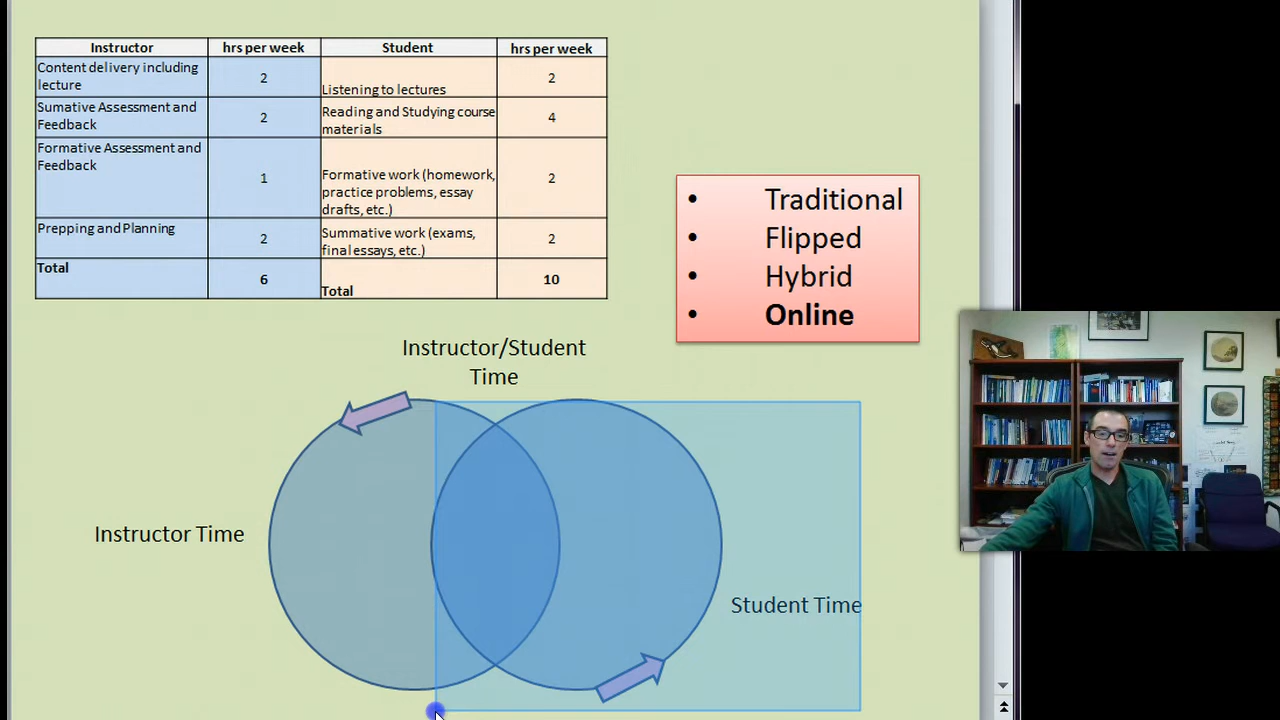 Instructor hrs per week Student hrs per week
Content delivery including
lecture
2
Listening to lectures
2
Sumative Assessment and
Feedback
2
Reading and Studying course
materials
4
Formative Assessment and
Feedback
1
Formative work (homework,
practice problems, essay
drafts, etc.)
2
Prepping and Planning
2
Summative work (exams,
final essays, etc.)
2
Total
6
Total
10
• Traditional
• Flipped
• Hybrid
• Online
Instructor/Student
Time
Instructor Time
Student Time